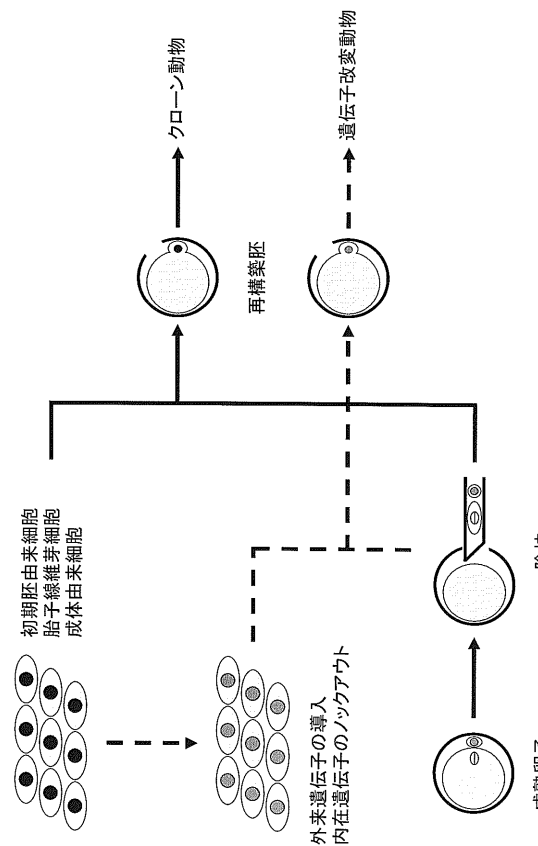 初期胚由来細胞
胎子線維芽細胞
成体由来細胞
外来遺伝子の導入
内在遺伝子のノックアウト
再構築胚
クローン動物
遺伝子改変動物